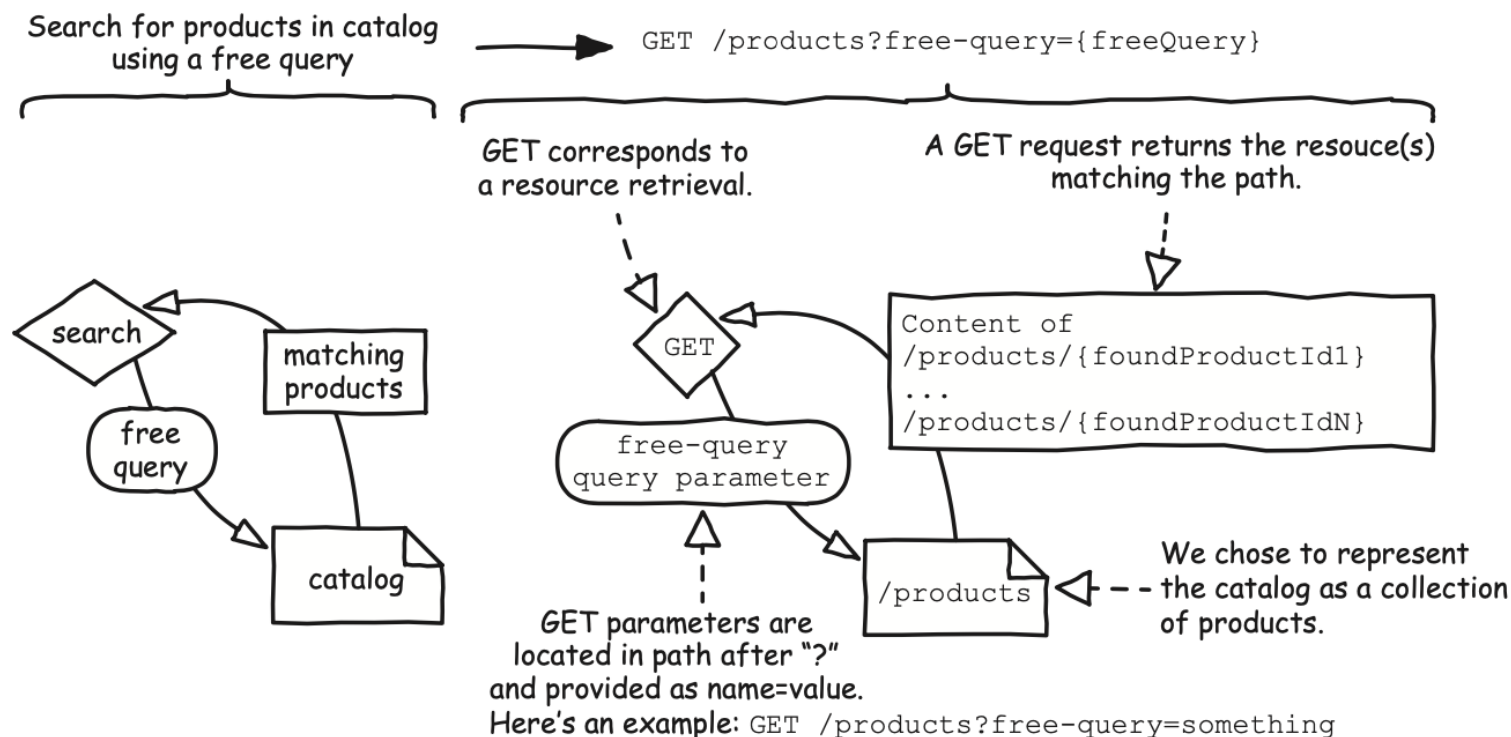 Search for products in catalog
using a free query
GET /products?free-query={freeQuery}
GET corresponds to
a resource retrieval.
A GET request returns the resouce(s)
matching the path.
search
matching
products
free
query
catalog
GET
Content of
/products/{foundProductId1}
...
/products/{foundProductIdN}
free-query
query parameter
/products
We chose to represent
the catalog as a collection
of products.
GET parameters are
located in path after “?”
and provided as name=value.
Here’s an example: GET /products?free-query=something